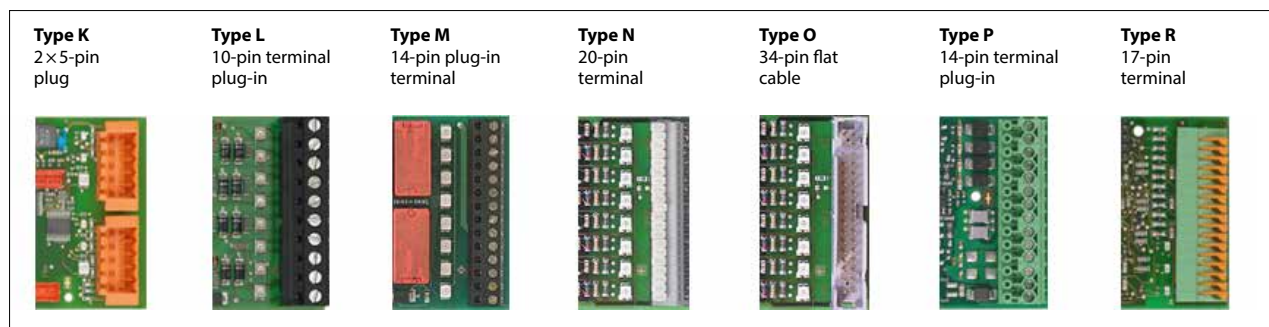 Type K
2×5-pin
plug
Type L
10-pin terminal
plug-in
Type M
14-pin plug-in
terminal
Type N
20-pin
terminal
Type O
34-pin flat
cable
Type P
14-pin terminal
plug-in
Type R
17-pin
terminal